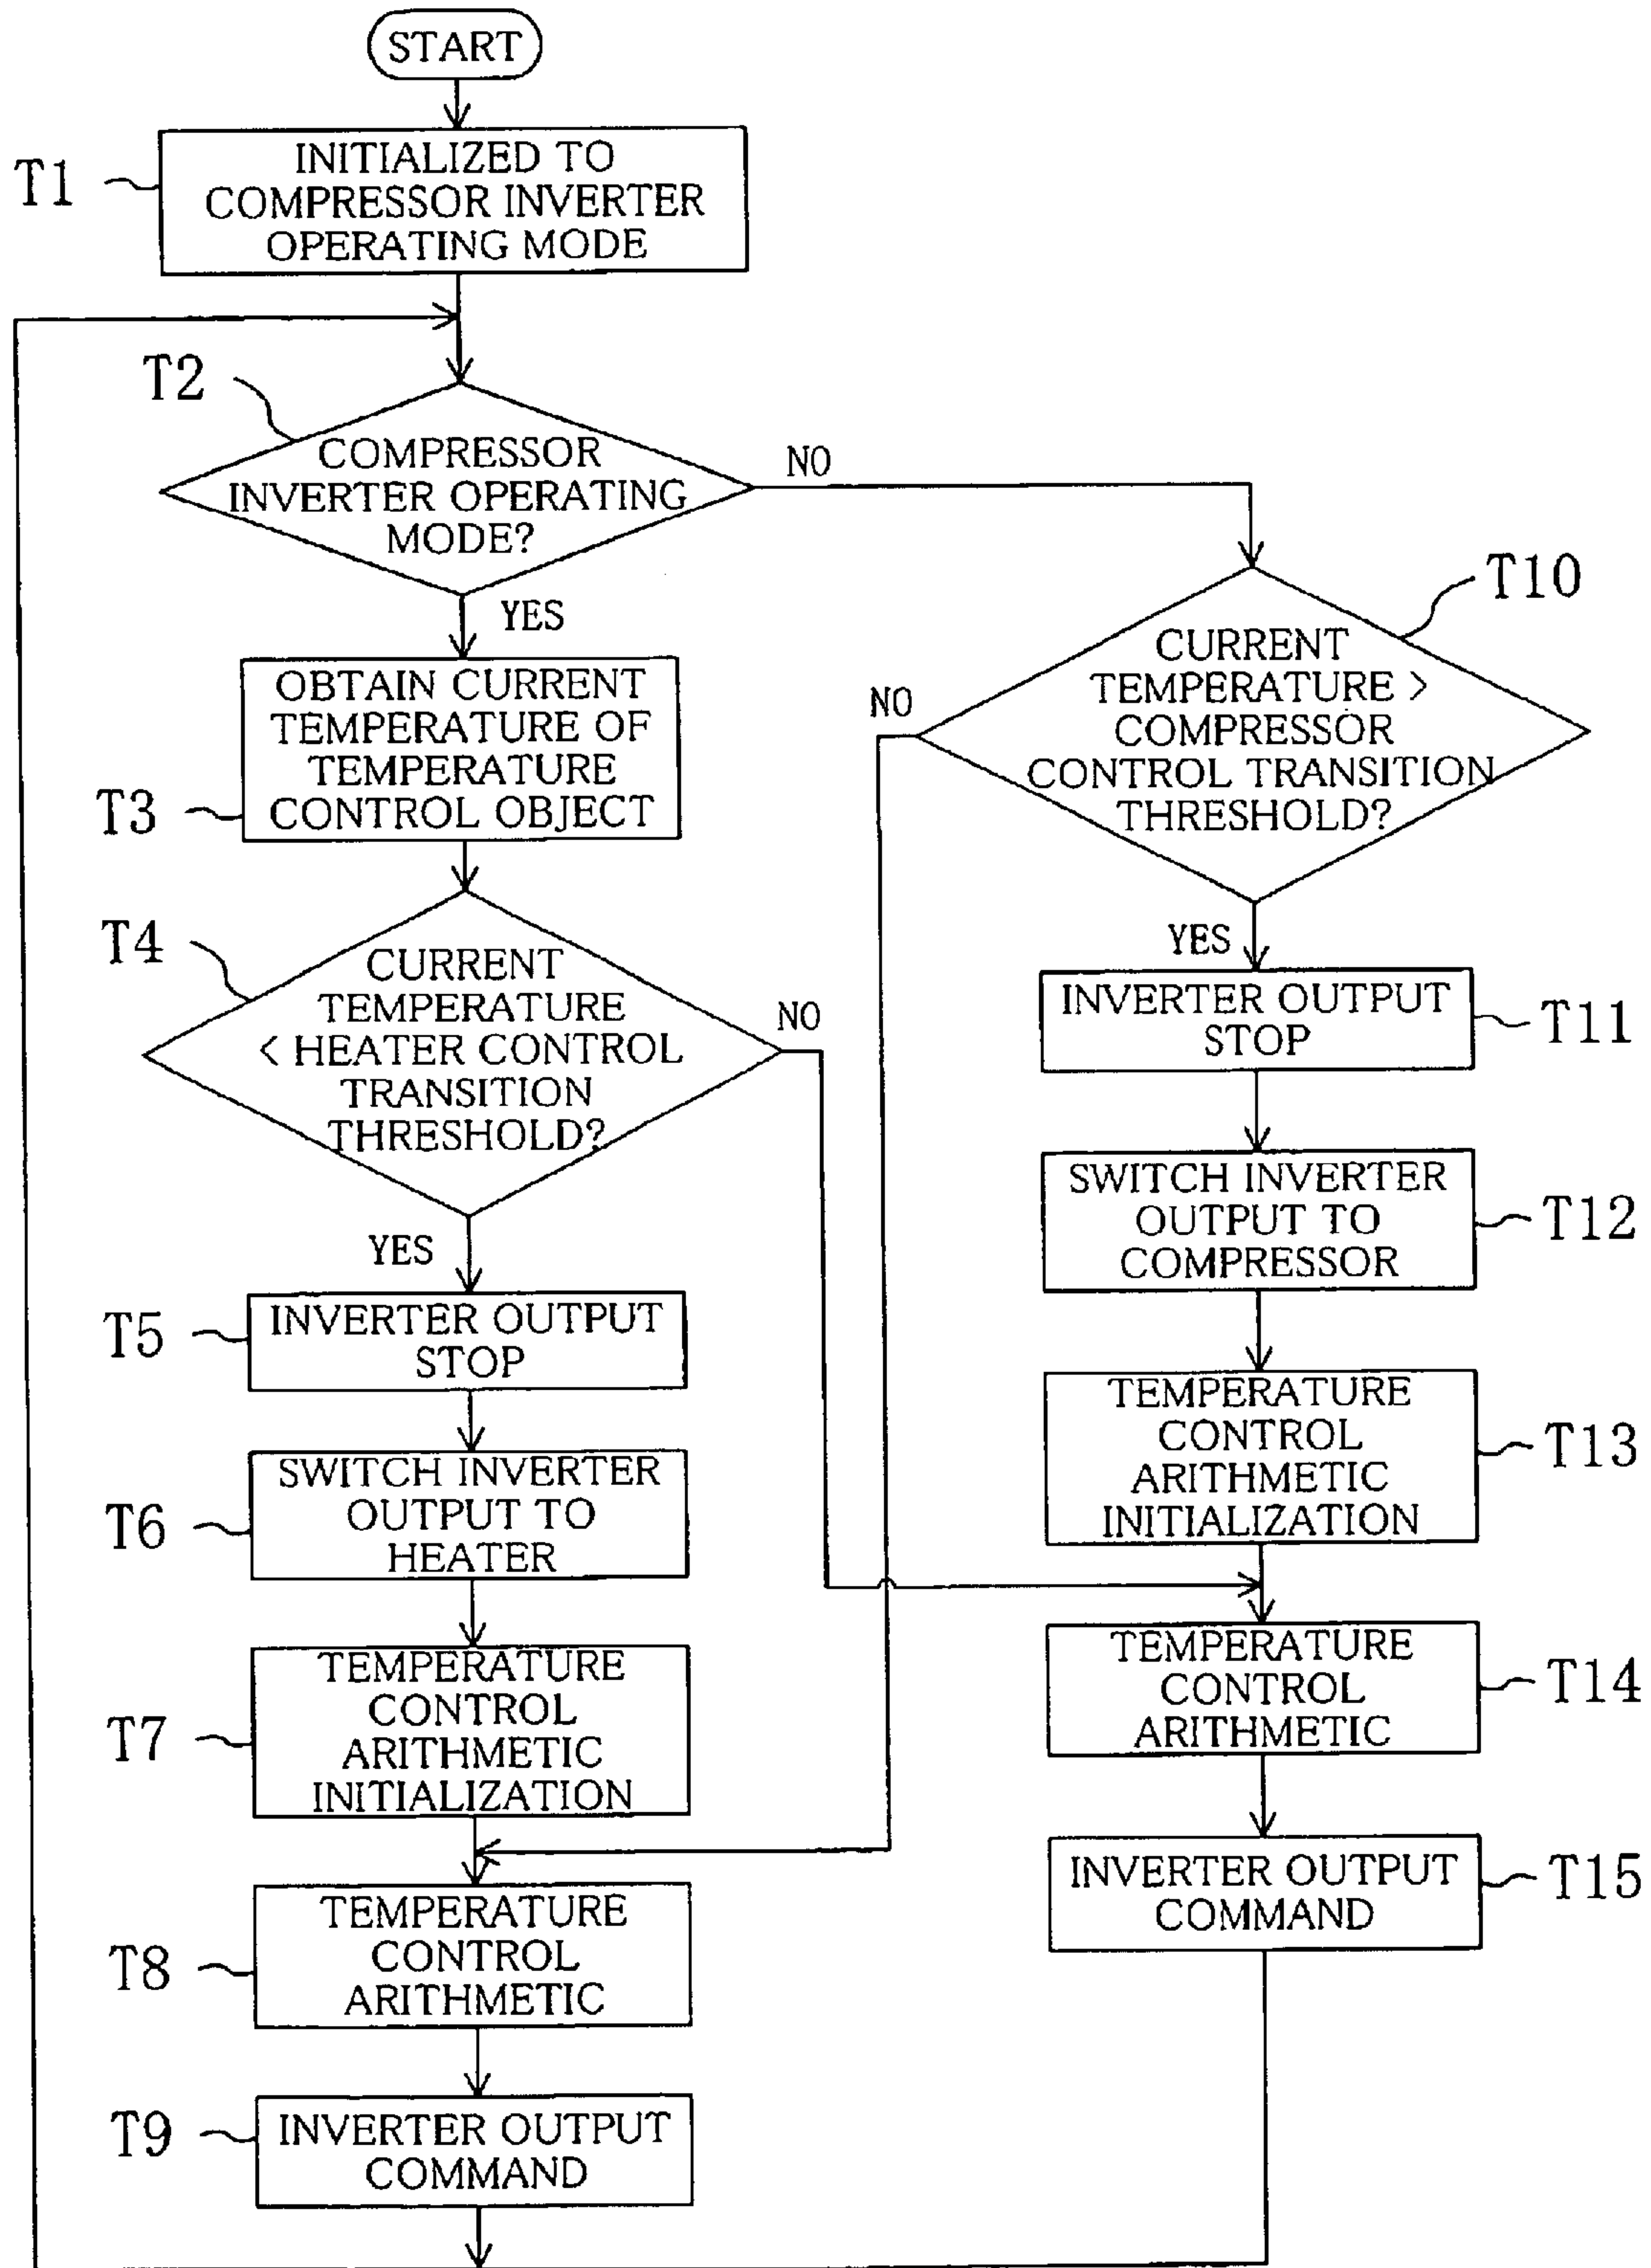 START
T1
INITIALIZED TO
COMPRESSOR INVERTER
OPERATING MODE
T2
COMPRESSOR
INVERTER OPERATING
MODE?
NO
YES
T3
OBTAIN CURRENT
TEMPERATURE OF
TEMPERATURE
CONTROL OBJECT
T4
CURRENT
TEMPERATURE
< HEATER CONTROL
TRANSITION
THRESHOLD?
NO
YES
T5
INVERTER OUTPUT
STOP
T6
SWITCH INVERTER
OUTPUT TO
HEATER
T7
TEMPERATURE
CONTROL
ARITHMETIC
INITIALIZATION
T8
TEMPERATURE
CONTROL
ARITHMETIC
T9
INVERTER OUTPUT
COMMAND
T10
CURRENT
TEMPERATURE >
COMPRESSOR
CONTROL TRANSITION
THRESHOLD?
NO
YES
INVERTER OUTPUT
STOP
T11
SWITCH INVERTER
OUTPUT TO
COMPRESSOR
T12
TEMPERATURE
CONTROL
ARITHMETIC
INITIALIZATION
T13
TEMPERATURE
CONTROL
ARITHMETIC
T14
INVERTER OUTPUT
COMMAND
T15